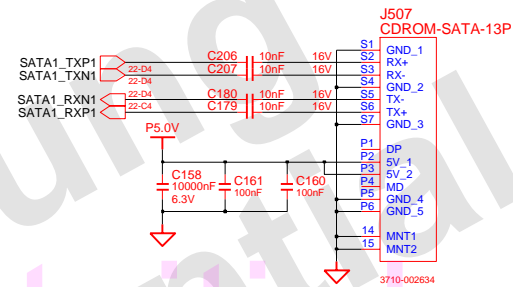 J507
CDROM-SATA-13P
SATA1_TXP1 22-D4 C206 10nF 16V S1 GND_1
SATA1_TXN1 22-D4 C207 10nF 16V S2 RX+
S3 RX-
S4 GND_2
SATA1_RXN1 22-D4 C180 10nF 16V S5 TX-
SATA1_RXP1 22-C4 C179 10nF 16V S6 TX+
S7 GND_3
P5.0V
P1 DP
P2 5V_1
P3 5V_2
P4 MD
P5 GND_4
P6 GND_5
C158 10000nF 6.3V
C161 100nF
C160 100nF
14 MNT1
15 MNT2
3710-002634
ung
ential